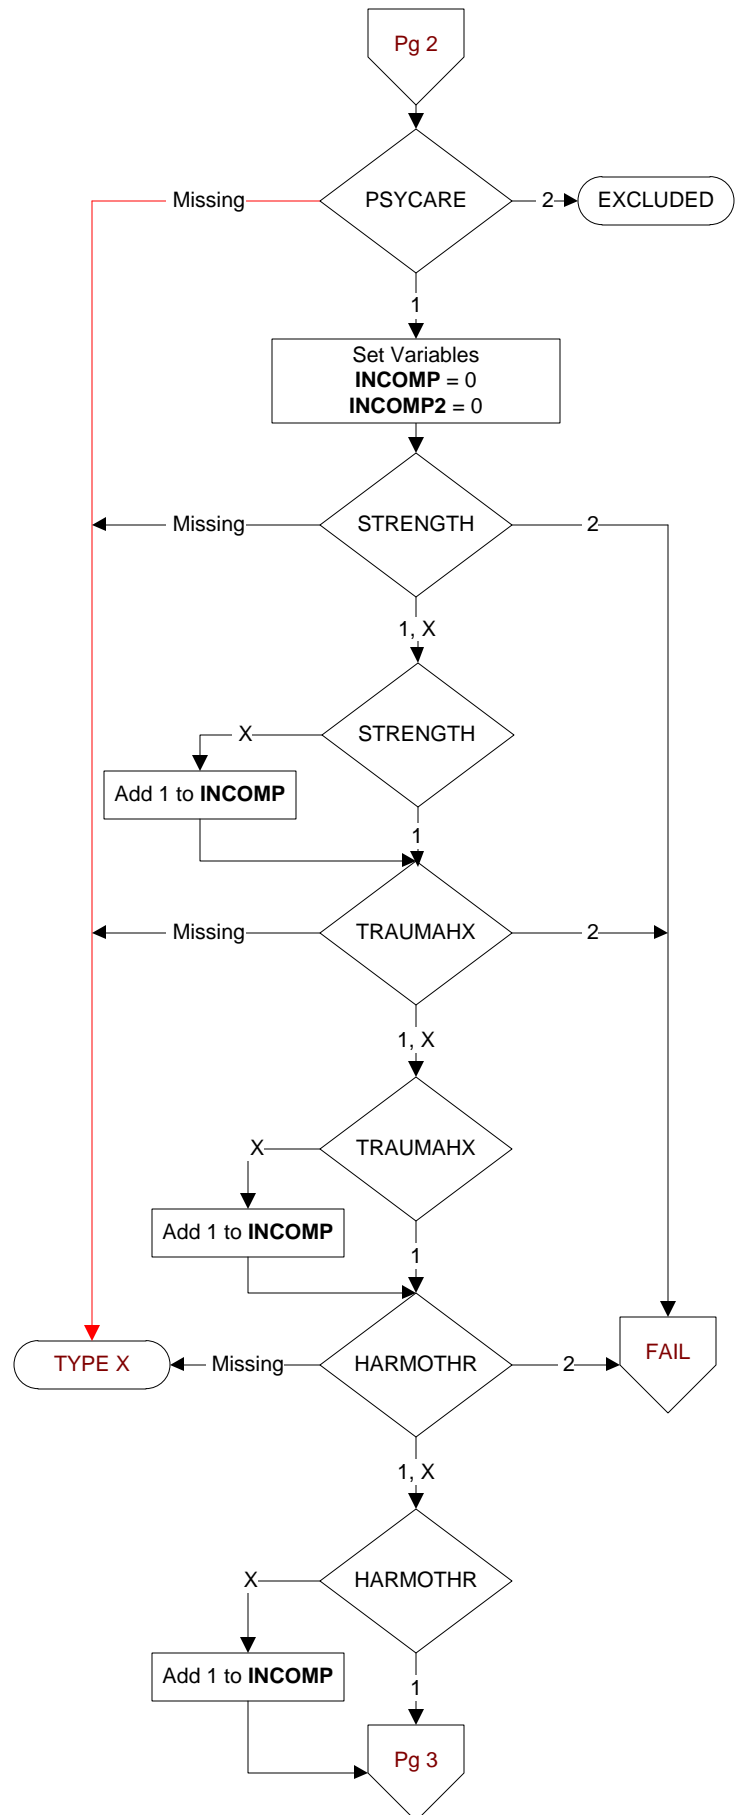 Pg 2
Missing
PSYCARE
2
EXCLUDED
1
Set Variables
INCOMP = 0
INCOMP2 = 0
Missing
STRENGTH
2
1, X
X
STRENGTH
Add 1 to INCOMP
1
Missing
TRAUMAHX
2
1, X
X
TRAUMAHX
Add 1 to INCOMP
1
TYPE X
Missing
HARMOTHR
2
FAIL
1, X
X
HARMOTHR
Add 1 to INCOMP
1
Pg 3